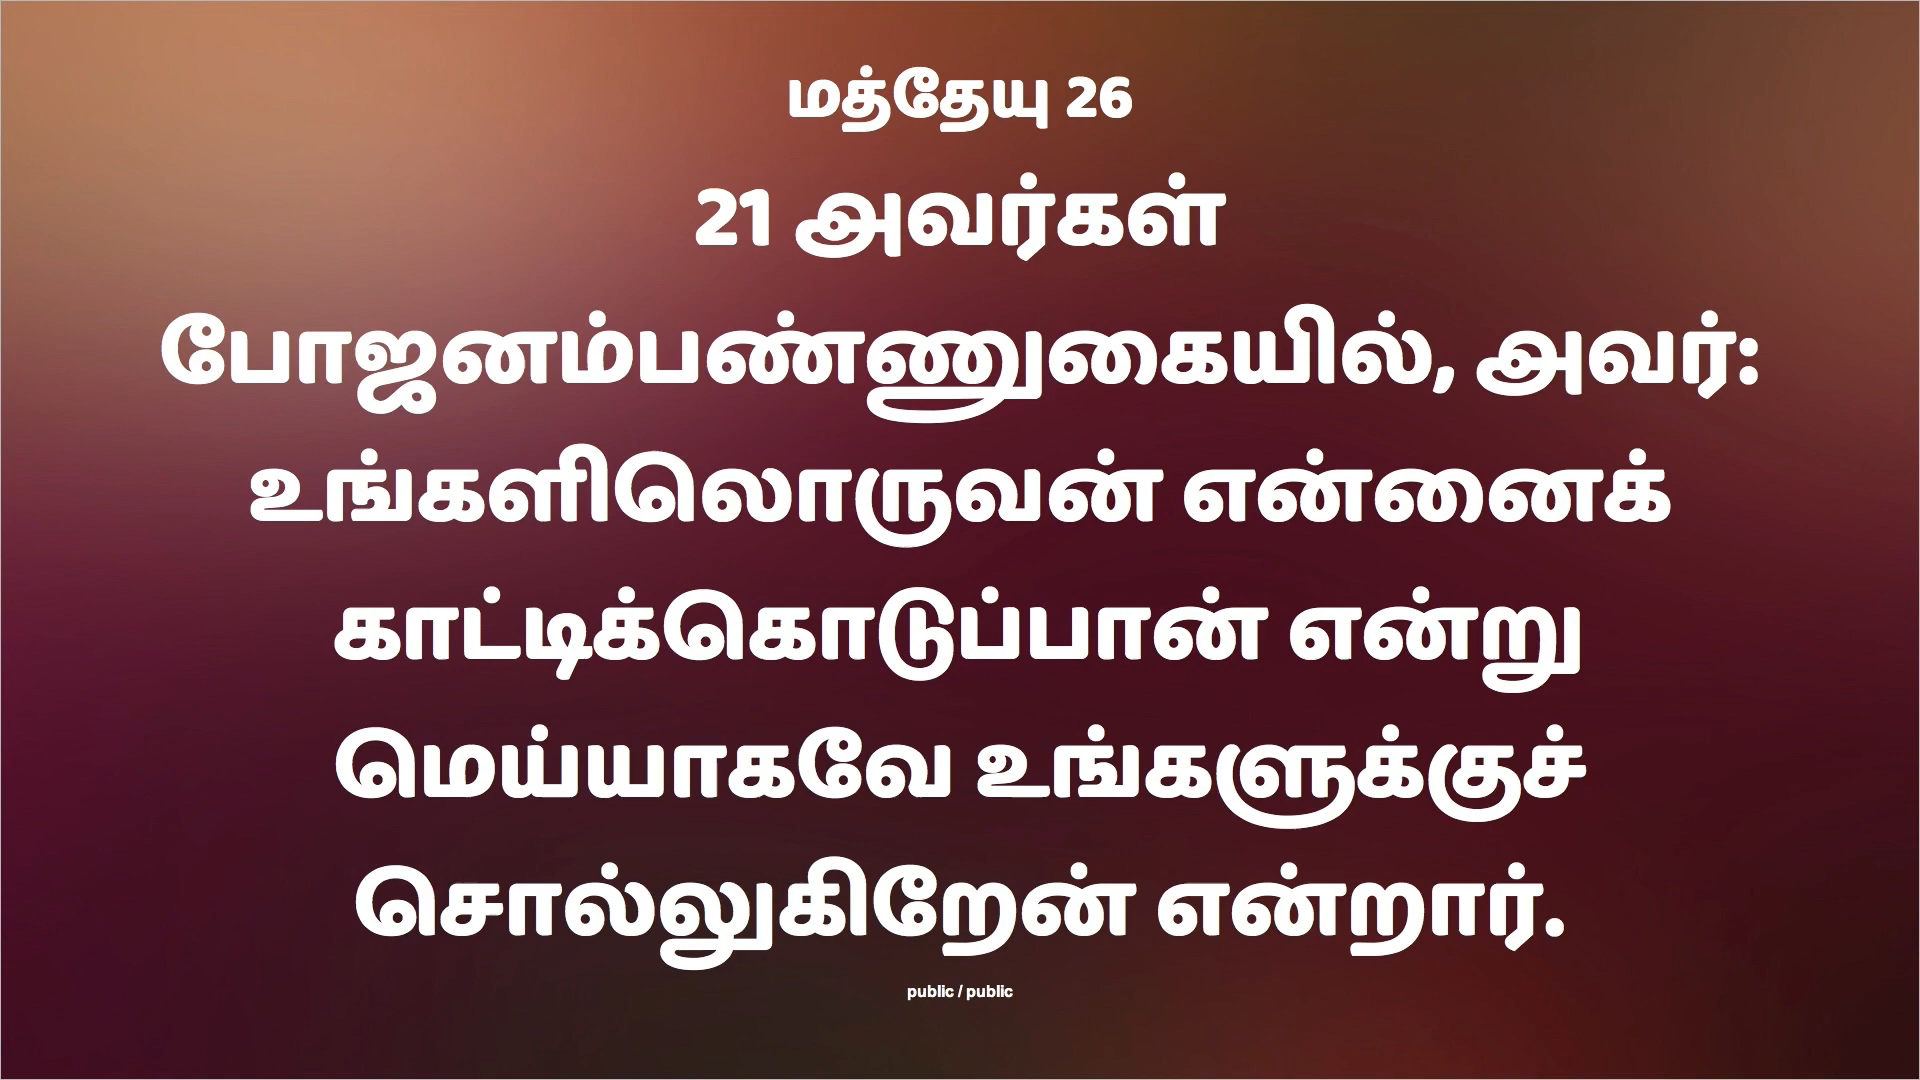 மத்தேயு 26
21 அவர்கள்
போஜனம்பண்ணுகையில், அவர்:
உங்களிலொருவன் என்னைக்
காட்டிக்கொடுப்பான் என்று
மெய்யாகவே உங்களுக்குச்
சொல்லுகிறேன் என்றார்.
public / public